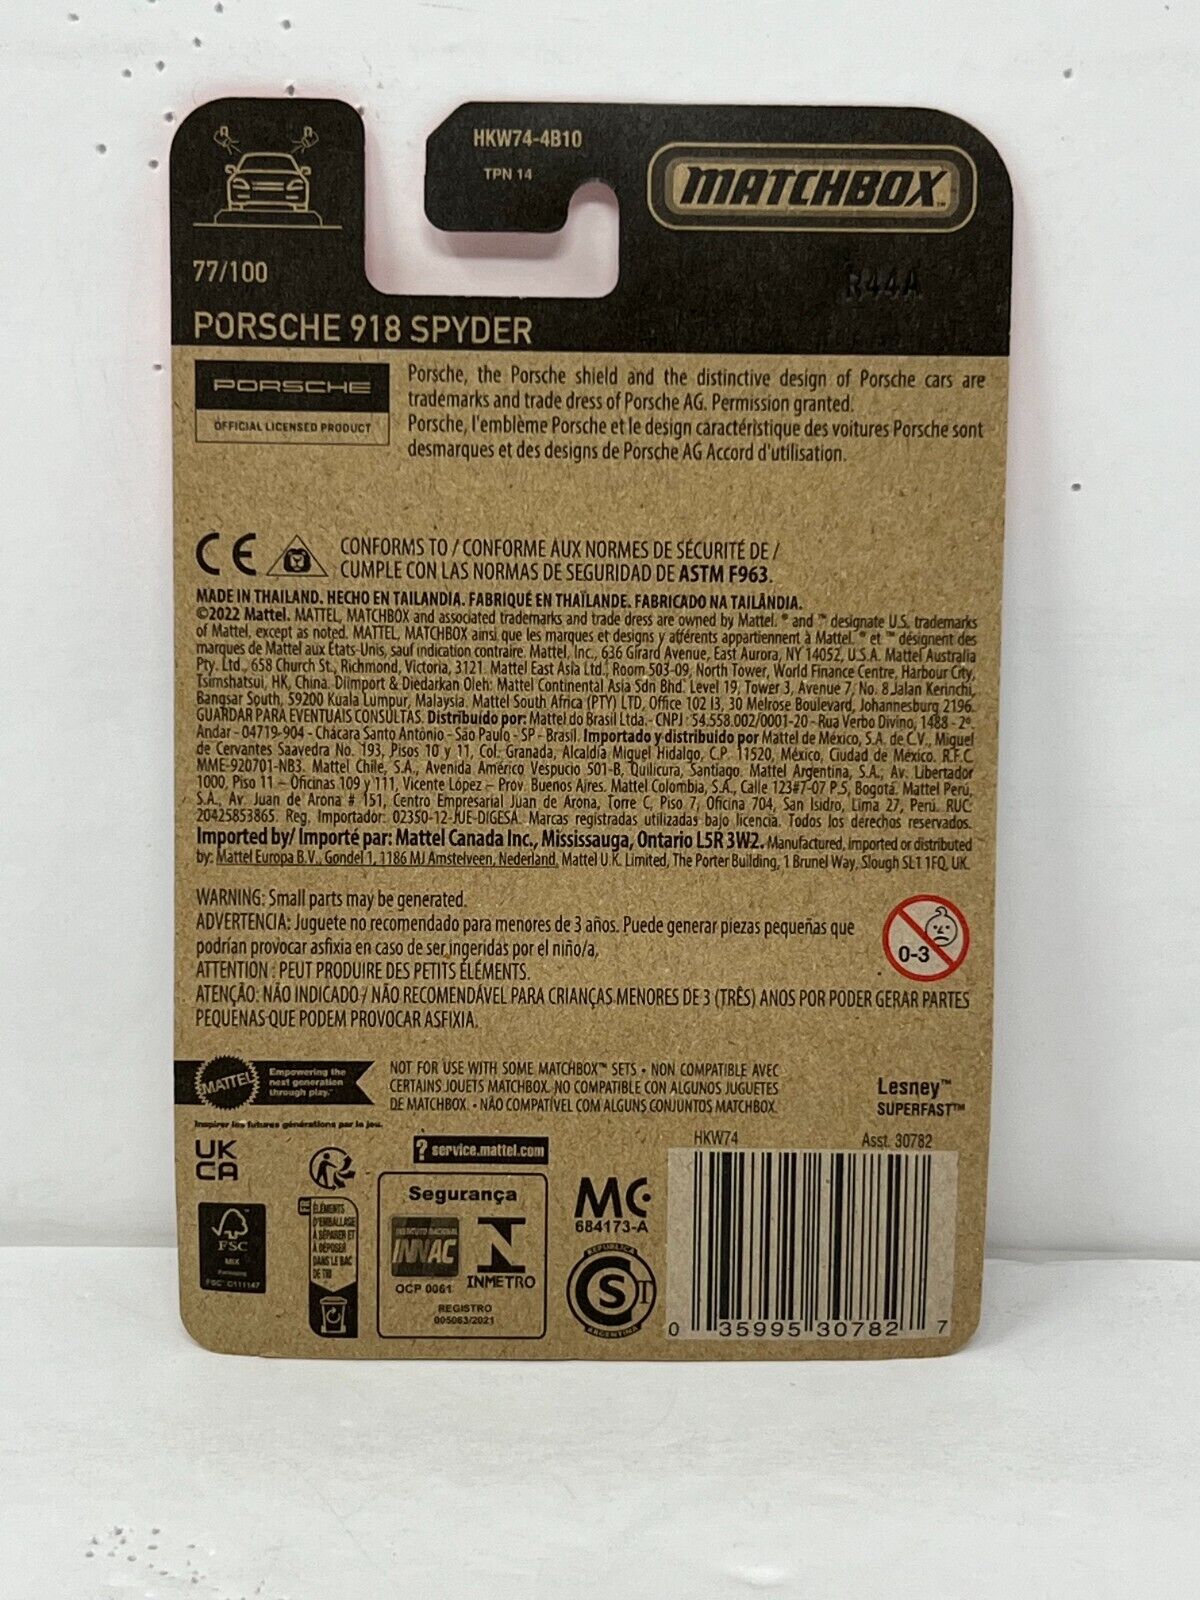 HKW74-4B10
TPN 14
MATCHBOX
77/100
R44A
PORSCHE 918 SPYDER
PORSCHE
OFFICIAL LICENSED PRODUCT
Porsche, the Porsche shield and the distinctive design of Porsche cars are
trademarks and trade dress of Porsche AG. Permission granted.
Porsche, l'emblème Porsche et le design caractéristique des voitures Porsche sont
desmarques et des designs de Porsche AG Accord d'utilisation.
CE
CONFORMS TO / CONFORME AUX NORMES DE SÉCURITÉ DE /
CUMPLE CON LAS NORMAS DE SEGURIDAD DE ASTM F963.
MADE IN THAILAND. HECHO EN TAILANDIA. FABRIQUÉ EN THAÏLANDE. FABRICADO NA TAILÂNDIA.
©2022 Mattel. MATTEL, MATCHBOX and associated trademarks and trade dress are owned by Mattel. ® and ™ designate U.S. trademarks
of Mattel, except as noted. MATTEL, MATCHBOX ainsi que les marques et designs y afférents appartiennent à Mattel. ® et ™ désignent des
marques de Mattel aux États-Unis, sauf indication contraire. Mattel, Inc., 636 Girard Avenue, East Aurora, NY 14052, U.S.A. Mattel Australia
Pty. Ltd., 658 Church St., Richmond, Victoria, 3121. Mattel East Asia Ltd., Room 503-09, North Tower, World Finance Centre, Harbour City,
Tsimshatsui, HK, China. Diimport & Diedarkan Oleh: Mattel Continental Asia Sdn Bhd. Level 19, Tower 3, Avenue 7, No. 8 Jalan Kerinchi,
Bangsar South, 59200 Kuala Lumpur, Malaysia. Mattel South Africa (PTY) LTD, Office 102 I3, 30 Melrose Boulevard, Johannesburg 2196.
GUARDAR PARA EVENTUAIS CONSULTAS. Distribuído por: Mattel do Brasil Ltda.- CNPJ : 54.558.002/0001-20 - Rua Verbo Divino, 1488 - 2º
Andar - 04719-904 - Chácara Santo Antônio - São Paulo - SP - Brasil. Importado y distribuido por Mattel de México, S.A. de C.V., Miguel
de Cervantes Saavedra No. 193, Pisos 10 y 11, Col. Granada, Alcaldía Miguel Hidalgo, C.P. 11520, México, Ciudad de México. R.F.C.
MME-920701-NB3. Mattel Chile, S.A., Avenida Américo Vespucio 501-B, Quilicura, Santiago. Mattel Argentina, S.A., Av. Libertador
1000, Piso 11 – Oficinas 109 y 111, Vicente López – Prov. Buenos Aires. Mattel Colombia, S.A., Calle 123#7-07 P.5, Bogotá. Mattel Perú,
S.A., Av. Juan de Arona # 151, Centro Empresarial Juan de Arona, Torre C, Piso 7, Oficina 704, San Isidro, Lima 27, Perú. RUC:
20425853865. Reg. Importador: 02350-12-JUE-DIGESA. Marcas registradas utilizadas bajo licencia. Todos los derechos reservados.
Imported by/ Importé par: Mattel Canada Inc., Mississauga, Ontario L5R 3W2. Manufactured, imported or distributed
by: Mattel Europa B.V., Gondel 1, 1186 MJ Amstelveen, Nederland. Mattel U.K. Limited, The Porter Building, 1 Brunel Way, Slough SL1 1FQ, UK.
WARNING: Small parts may be generated.
ADVERTENCIA: Juguete no recomendado para menores de 3 años. Puede generar piezas pequeñas que
podrían provocar asfixia en caso de ser ingeridas por el niño/a.
ATTENTION : PEUT PRODUIRE DES PETITS ÉLÉMENTS.
ATENÇÃO: NÃO INDICADO / NÃO RECOMENDÁVEL PARA CRIANÇAS MENORES DE 3 (TRÊS) ANOS POR PODER GERAR PARTES
PEQUENAS QUE PODEM PROVOCAR ASFIXIA.
0-3
MATTEL
Empowering the
next generation
through play.™
Inspirer les futures générations par le jeu.
NOT FOR USE WITH SOME MATCHBOX™ SETS • NON COMPATIBLE AVEC
CERTAINS JOUETS MATCHBOX. NO COMPATIBLE CON ALGUNOS JUGUETES
DE MATCHBOX. • NÃO COMPATÍVEL COM ALGUNS CONJUNTOS MATCHBOX.
Lesney™
SUPERFAST™
UK
CA
? service.mattel.com
HKW74
Asst. 30782
FSC
MIX
Packaging
FSC® C111147
FR
ÉLÉMENTS
D'EMBALLAGE
À SÉPARER ET
À DÉPOSER
DANS LE BAC
DE TRI
Segurança
INSTITUTO NACIONAL
INNAC
OCP 0061
INMETRO
REGISTRO
005063/2021
MC
684173-A
REPUBLICA
S T
ARGENTINA
0 35995 30782 7